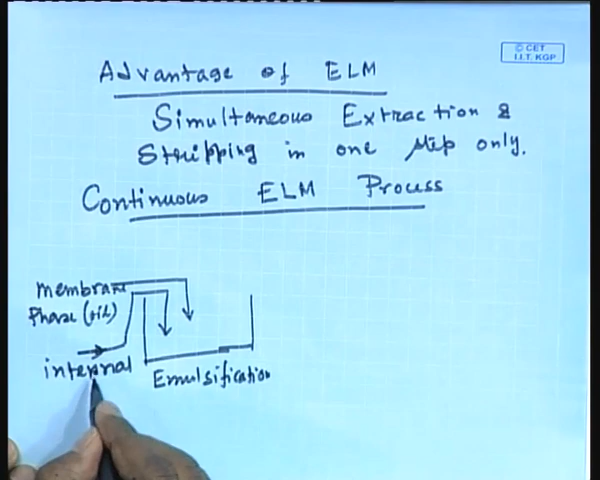 © CET
I.I.T. KGP
Advantage of ELM
Simultaneous Extraction &
Stripping in one step only.
Continuous ELM Process
membrane
Phase (oil)
internal
Emulsification